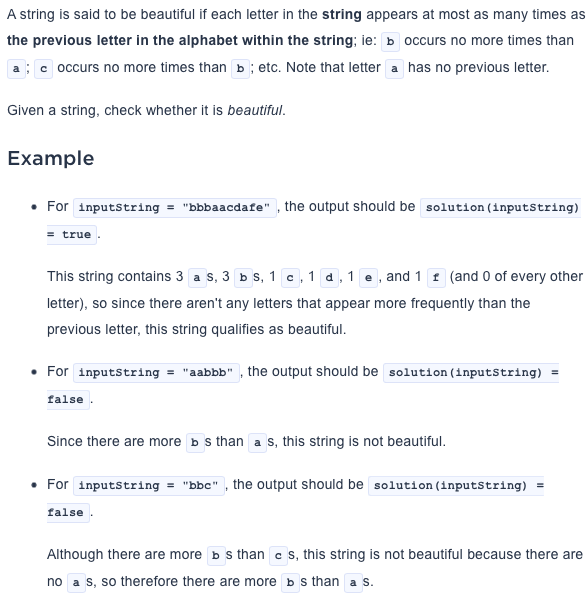 A string is said to be beautiful if each letter in the string appears at most as many times as
the previous letter in the alphabet within the string; ie: b occurs no more times than
a ; c occurs no more times than b ; etc. Note that letter a has no previous letter.
Given a string, check whether it is beautiful.
Example
• For inputString = "bbbaacdafe" , the output should be solution(inputString)
= true .
This string contains 3 a s, 3 b s, 1 c , 1 d , 1 e , and 1 f (and 0 of every other
letter), so since there aren't any letters that appear more frequently than the
previous letter, this string qualifies as beautiful.
• For inputString = "aabbb" , the output should be solution(inputString) =
false .
Since there are more b s than a s, this string is not beautiful.
• For inputString = "bbc" , the output should be solution(inputString) =
false .
Although there are more b s than c s, this string is not beautiful because there are
no a s, so therefore there are more b s than a s.